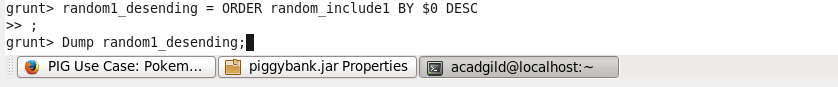 grunt> random1_desending = ORDER random_include1 BY $0 DESC
>> ;
grunt> Dump random1_desending;
PIG Use Case: Pokem... piggybank.jar Properties acadgild@localhost:~